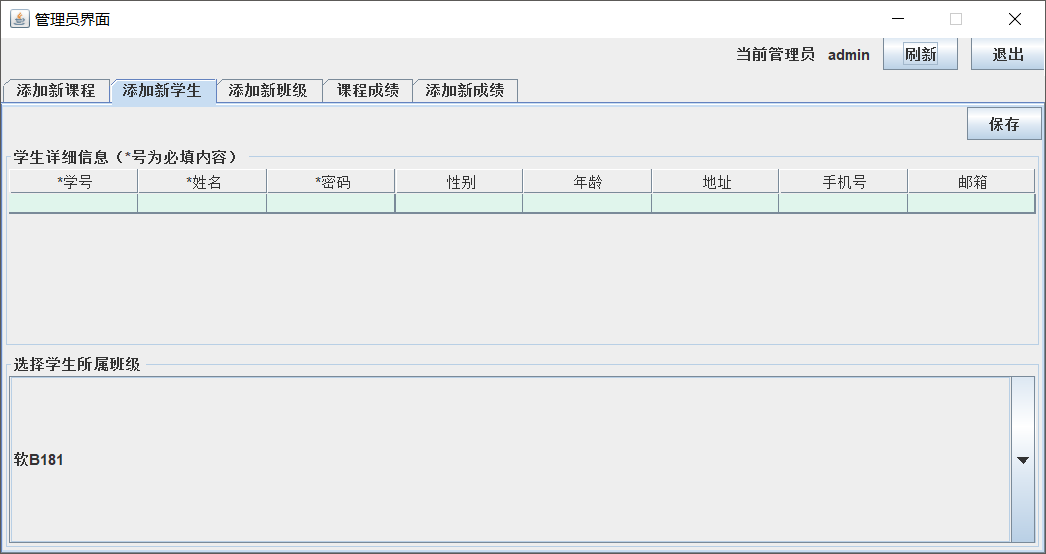 管理员界面
当前管理员 admin 刷新 退出
添加新课程 添加新学生 添加新班级 课程成绩 添加新成绩
保存
学生详细信息（*号为必填内容）
*学号 *姓名 *密码 性别 年龄 地址 手机号 邮箱
选择学生所属班级
软B181